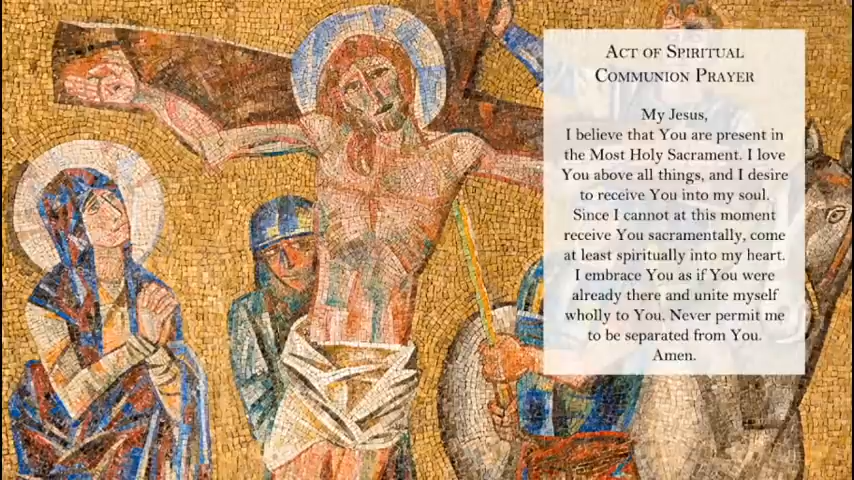 ACT OF SPIRITUAL
COMMUNION PRAYER
My Jesus,
I believe that You are present in
the Most Holy Sacrament. I love
You above all things, and I desire
to receive You into my soul.
Since I cannot at this moment
receive You sacramentally, come
at least spiritually into my heart.
I embrace You as if You were
already there and unite myself
wholly to You. Never permit me
to be separated from You.
Amen.